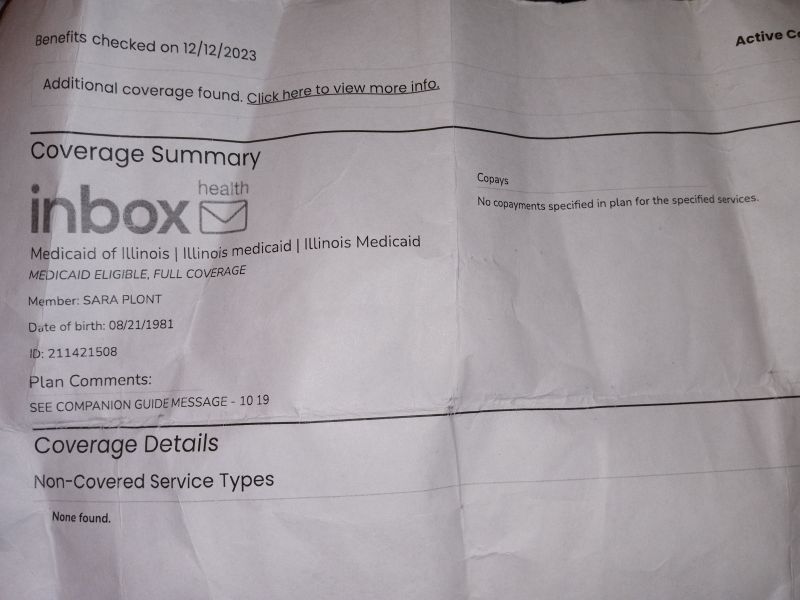 Benefits checked on 12/12/2023
Active
Additional coverage found. Click here to view more info.
Coverage Summary
inbox health
Medicaid of Illinois | Illinois medicaid | Illinois Medicaid
MEDICAID ELIGIBLE, FULL COVERAGE
Member: SARA PLONT
Date of birth: 08/21/1981
ID: 211421508
Plan Comments:
SEE COMPANION GUIDE MESSAGE - 10 19
Copays
No copayments specified in plan for the specified services.
Coverage Details
Non-Covered Service Types
None found.